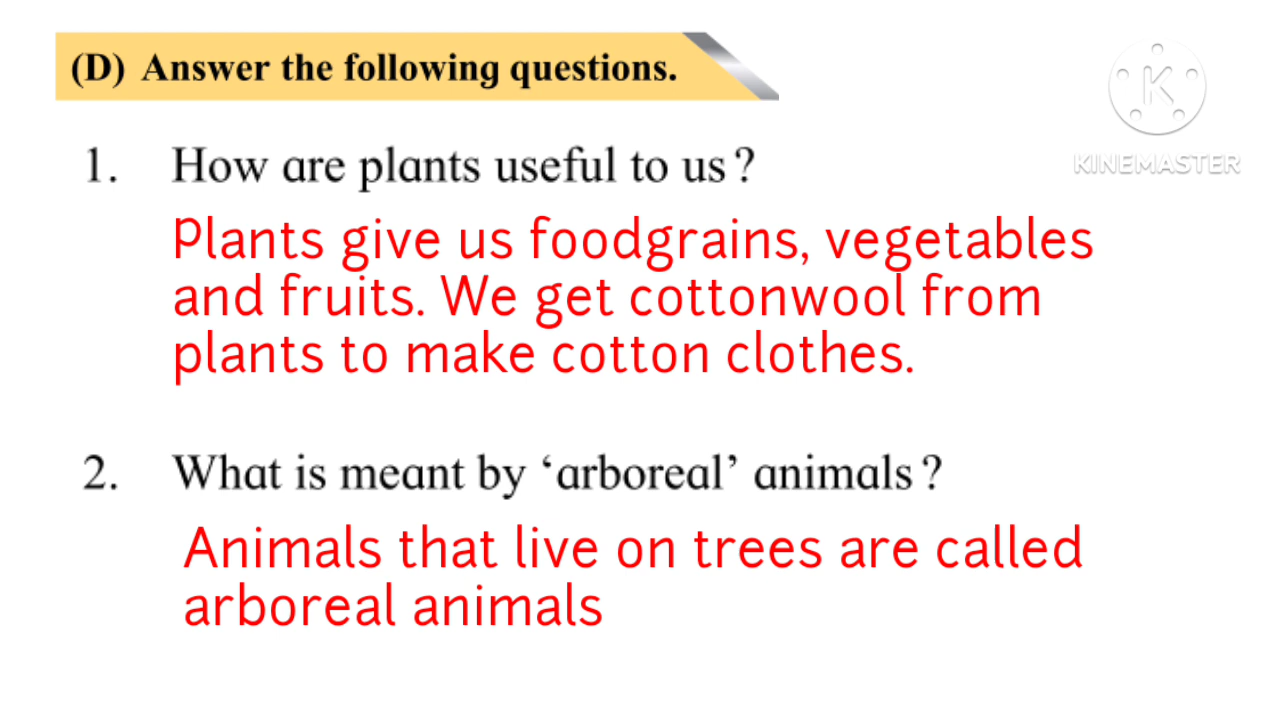 (D) Answer the following questions.
K
KINEMASTER
1. How are plants useful to us?
Plants give us foodgrains, vegetables
and fruits. We get cottonwool from
plants to make cotton clothes.
2. What is meant by ‘arboreal’ animals?
Animals that live on trees are called
arboreal animals